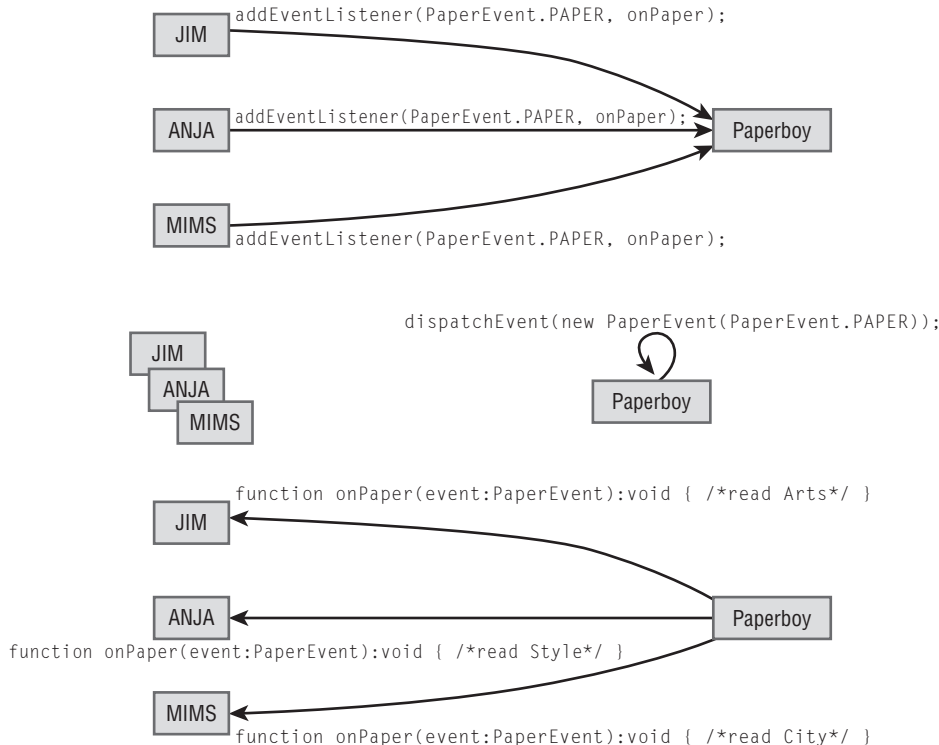 addEventListener(PaperEvent.PAPER, onPaper);
JIM
addEventListener(PaperEvent.PAPER, onPaper);
ANJA
Paperboy
MIMS
addEventListener(PaperEvent.PAPER, onPaper);
dispatchEvent(new PaperEvent(PaperEvent.PAPER));
JIM
ANJA
MIMS
Paperboy
function onPaper(event:PaperEvent):void { /*read Arts*/ }
JIM
ANJA
Paperboy
function onPaper(event:PaperEvent):void { /*read Style*/ }
MIMS
function onPaper(event:PaperEvent):void { /*read City*/ }